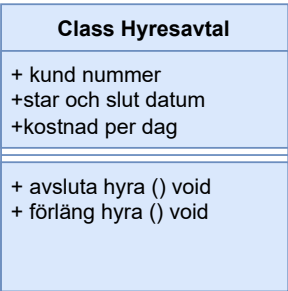 Class Hyresavtal
+ kund nummer
+star och slut datum
+kostnad per dag
+ avsluta hyra () void
+ förläng hyra () void